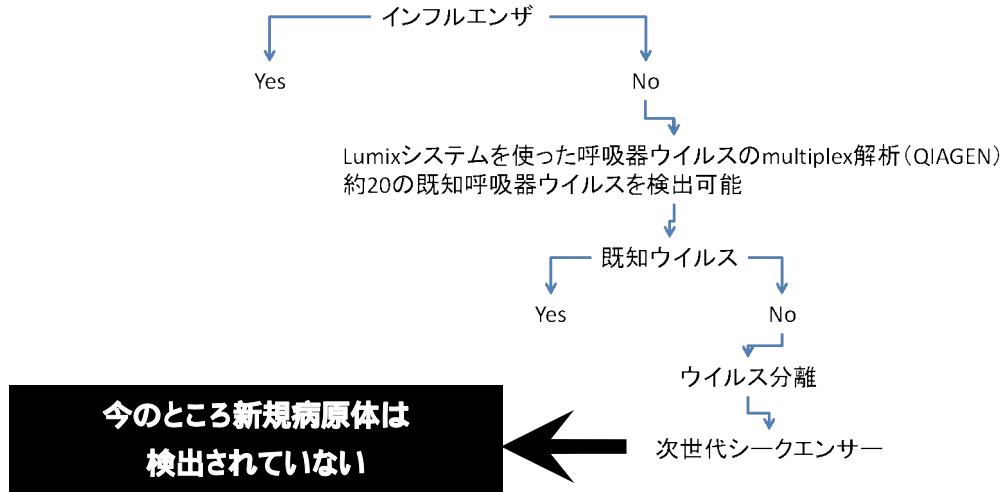 インフルエンザ
Yes
No
Lumixシステムを使った呼吸器ウイルスのmultiplex解析（QIAGEN）
約20の既知呼吸器ウイルスを検出可能
既知ウイルス
Yes
No
ウイルス分離
次世代シークエンサー
今のところ新規病原体は
検出されていない